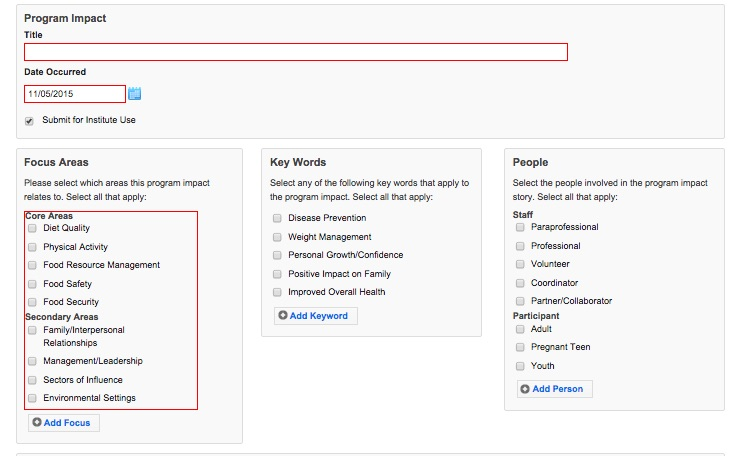 Program Impact
Title
Date Occurred
11/05/2015
Submit for Institute Use
Focus Areas
Please select which areas this program impact
relates to. Select all that apply:
Core Areas
Diet Quality
Physical Activity
Food Resource Management
Food Safety
Food Security
Secondary Areas
Family/Interpersonal
Relationships
Management/Leadership
Sectors of Influence
Environmental Settings
Add Focus
Key Words
Select any of the following key words that apply to
the program impact. Select all that apply:
Disease Prevention
Weight Management
Personal Growth/Confidence
Positive Impact on Family
Improved Overall Health
Add Keyword
People
Select the people involved in the program impact
story. Select all that apply:
Staff
Paraprofessional
Professional
Volunteer
Coordinator
Partner/Collaborator
Participant
Adult
Pregnant Teen
Youth
Add Person